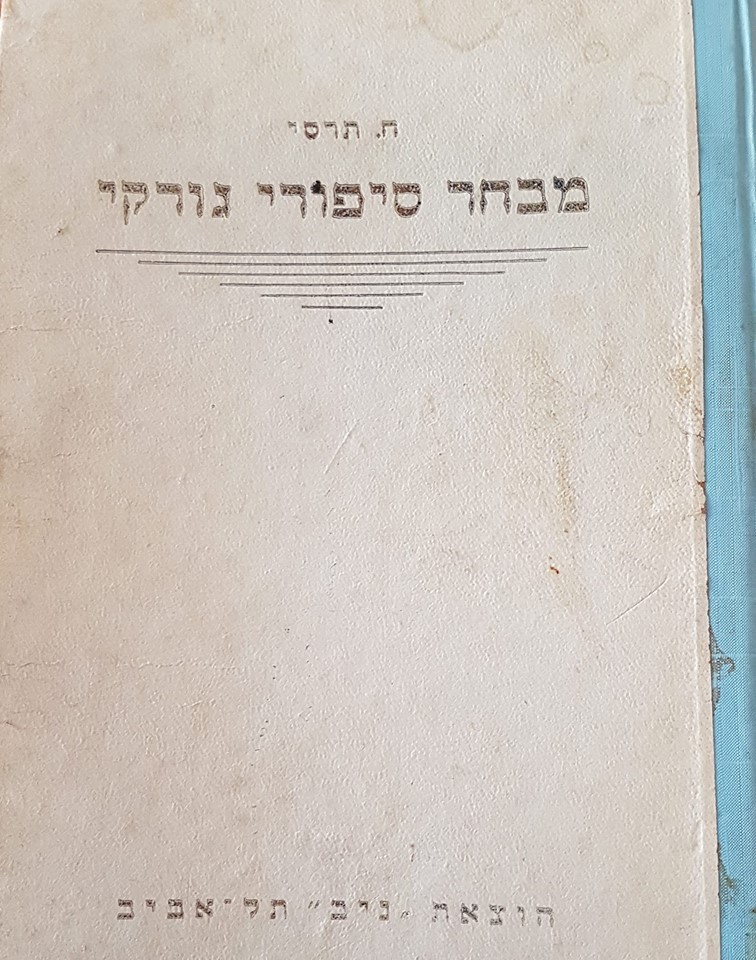 ח. תרסי
מבחר סיפורי גורקי
הוצאת „ניב” תל־אביב